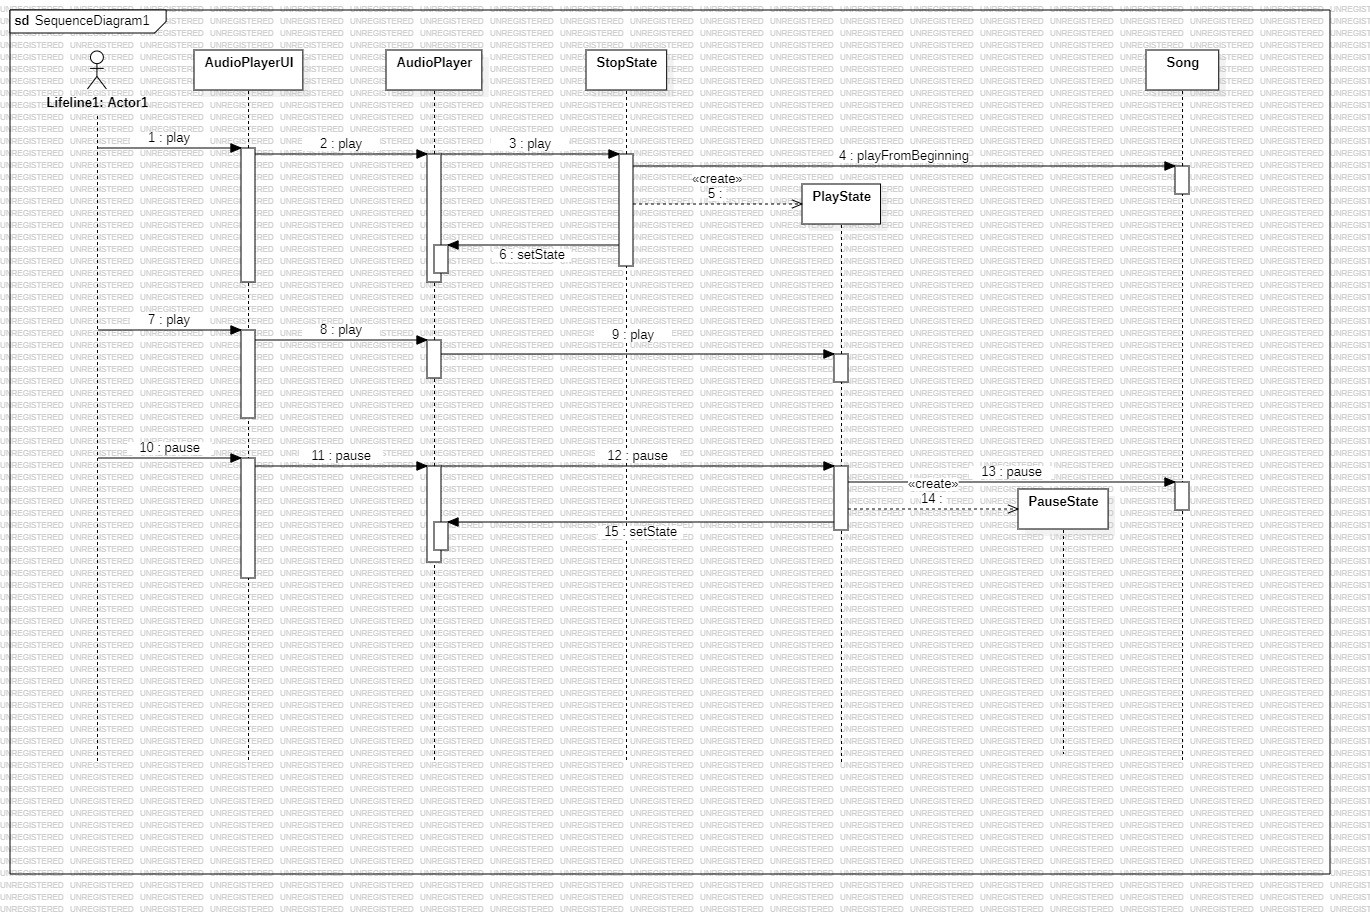 sd SequenceDiagram1
AudioPlayerUI
AudioPlayer
StopState
Song
Lifeline1: Actor1
1 : play
2 : play
3 : play
4 : playFromBeginning
«create»
5 :
PlayState
6 : setState
7 : play
8 : play
9 : play
10 : pause
11 : pause
12 : pause
13 : pause
«create»
14 :
PauseState
15 : setState
UNREGISTERED